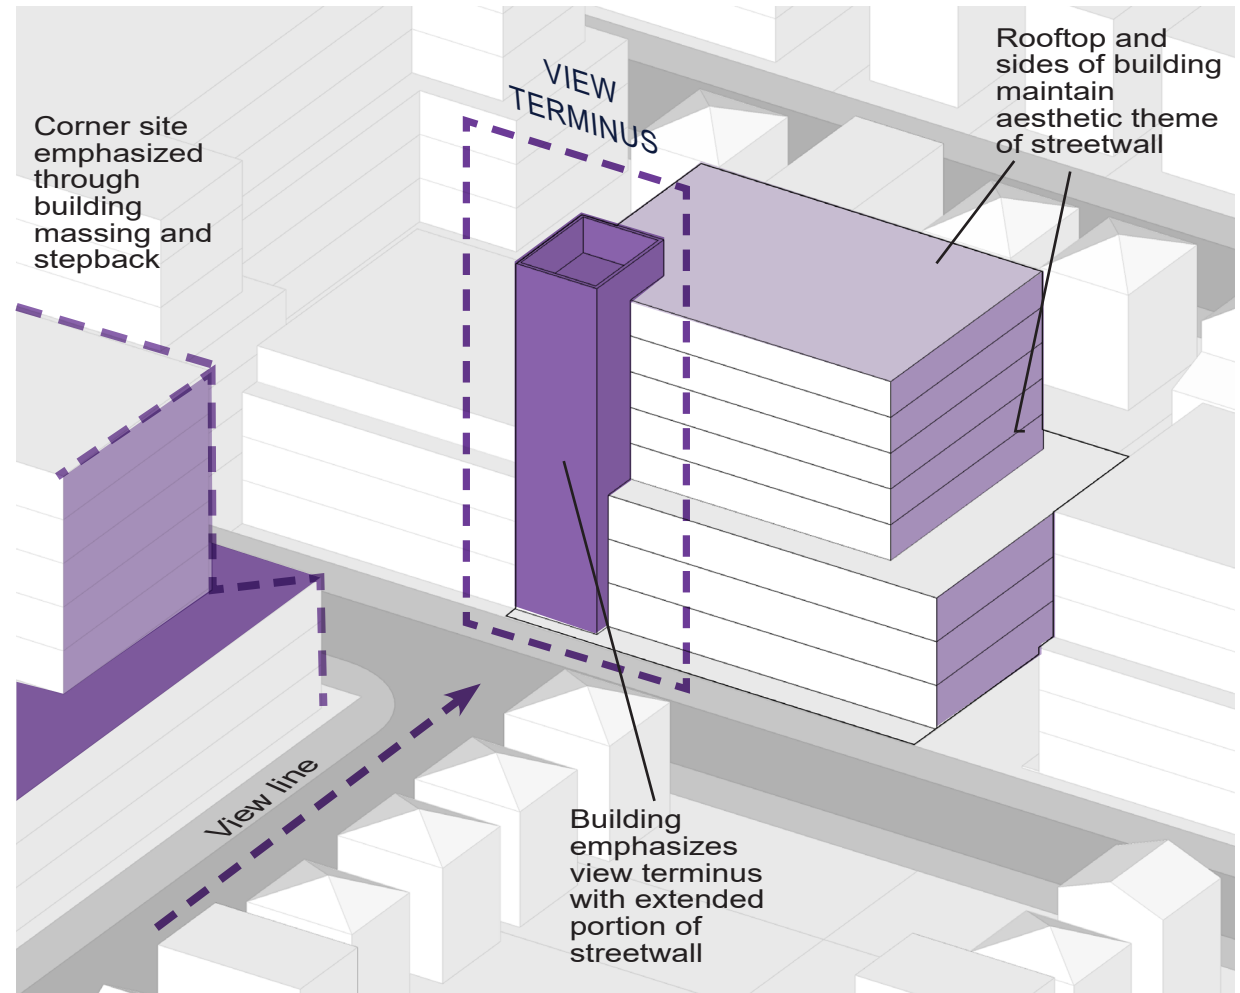 Corner site
emphasized
through
building
massing and
stepback
VIEW
TERMINUS
Rooftop and
sides of building
maintain
aesthetic theme
of streetwall
View line
Building
emphasizes
view terminus
with extended
portion of
streetwall